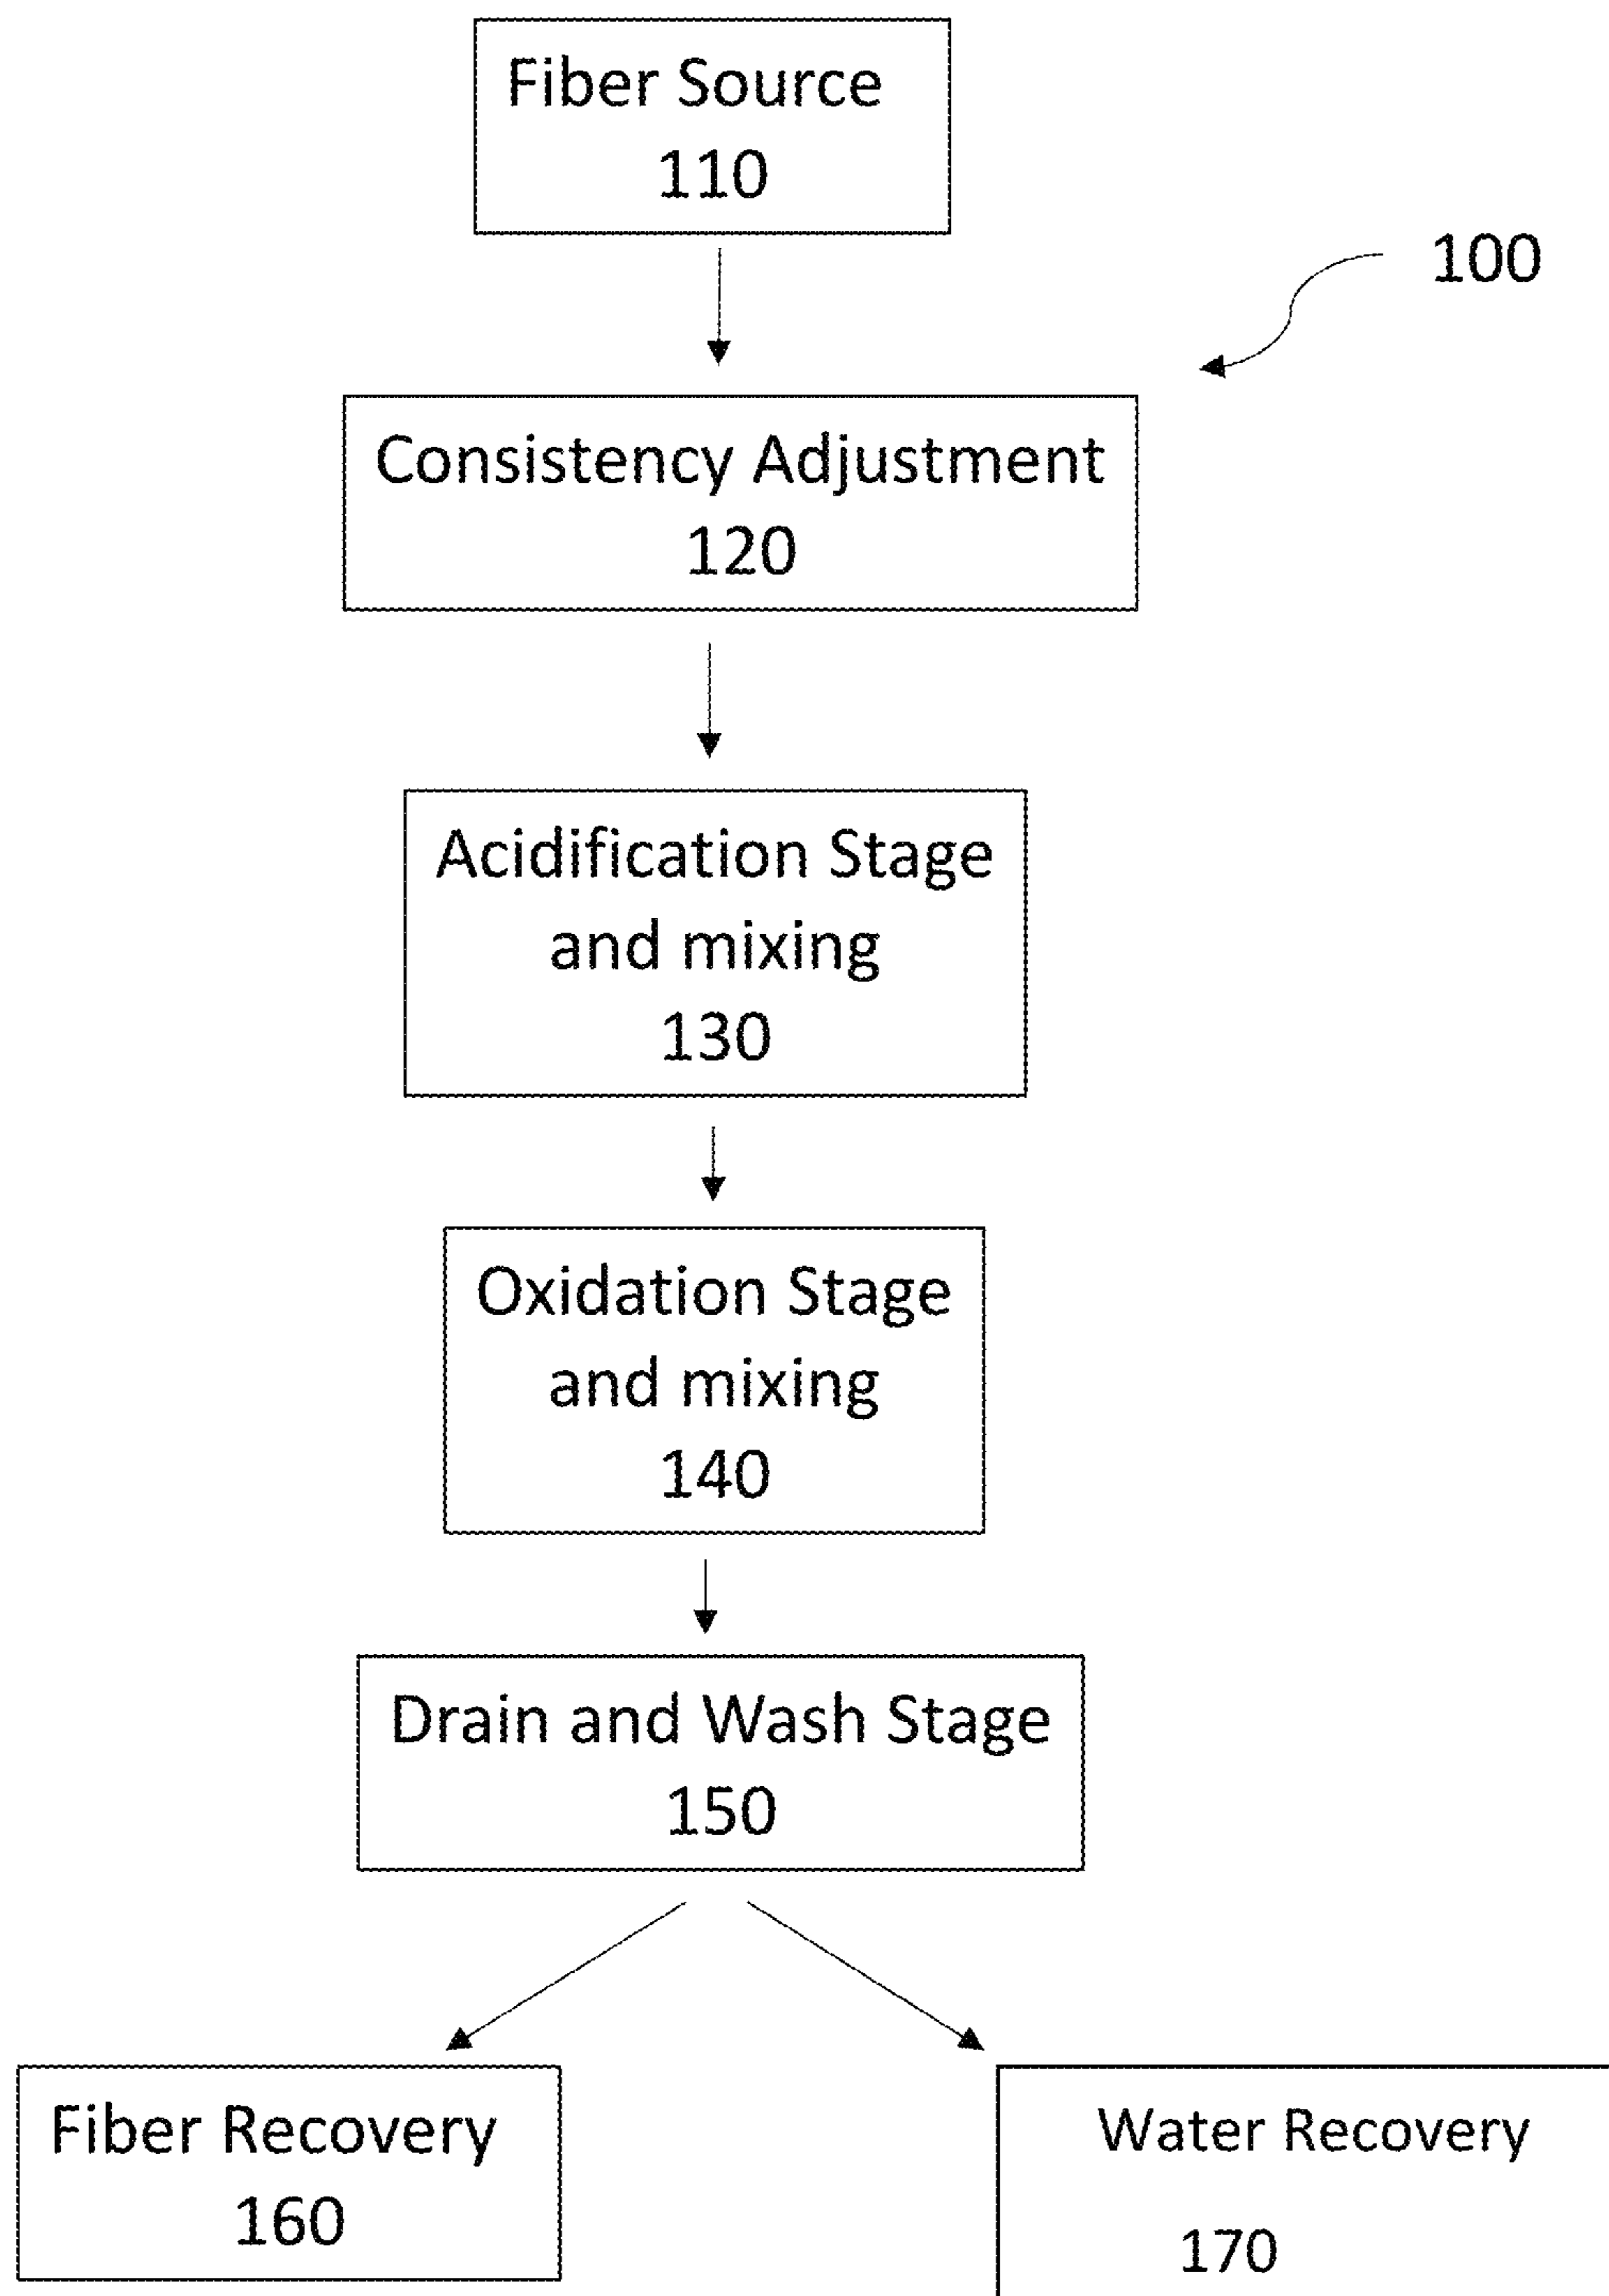 Fiber Source
110
100
Consistency Adjustment
120
Acidification Stage
and mixing
130
Oxidation Stage
and mixing
140
Drain and Wash Stage
150
Fiber Recovery
160
Water Recovery
170